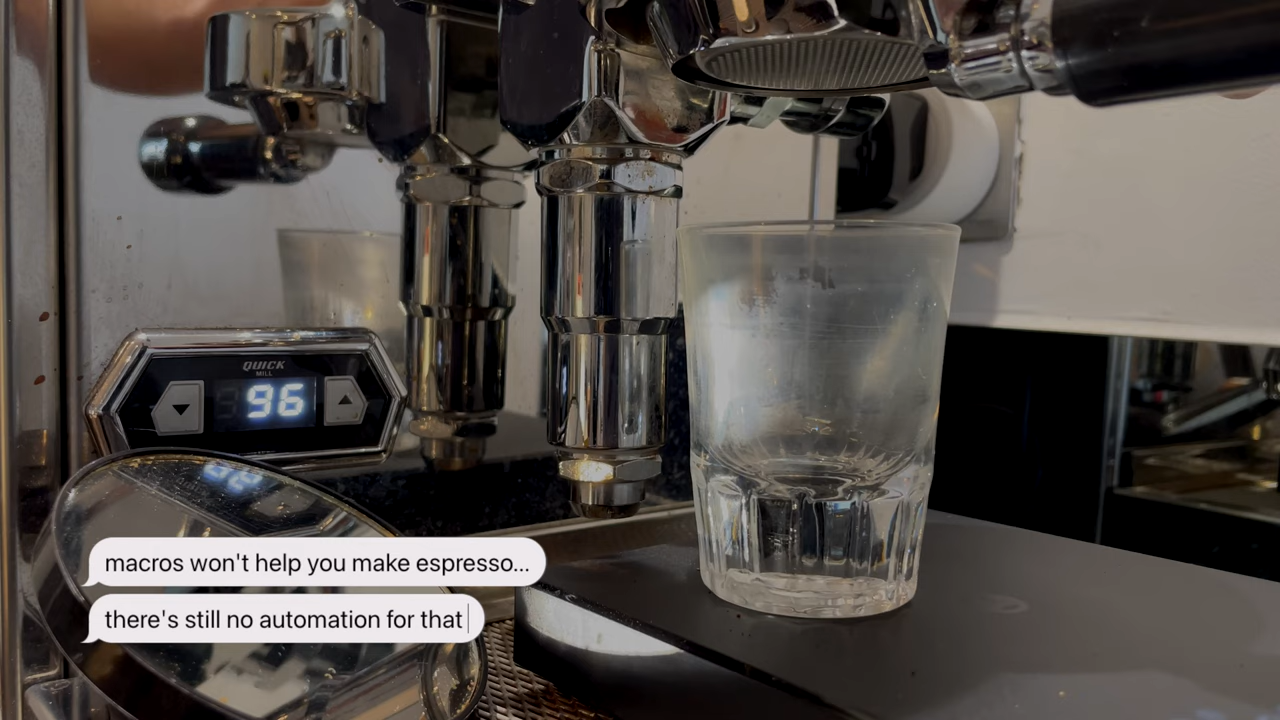 QUICK
MILL
96
macros won't help you make espresso...
there's still no automation for that